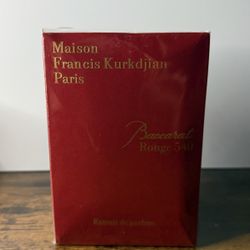 Maison
Francis Kurkdjian
Paris
Baccarat
Rouge 540
Extrait de parfum